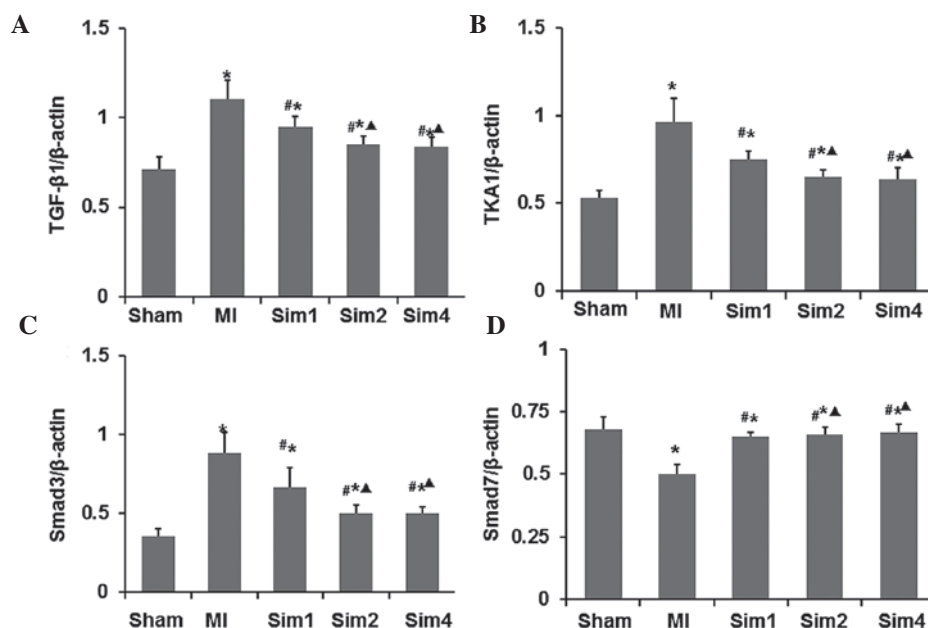 A
TGF-β1/β-actin
1.5
1
0.5
0
*
#*
#*▲
#*▲
Sham MI Sim1 Sim2 Sim4
B
TKA1/β-actin
1.5
1
0.5
0
*
#*
#*▲
#*▲
Sham MI Sim1 Sim2 Sim4
C
Smad3/β-actin
1.5
1
0.5
0
*
#*
#*▲
#*▲
Sham MI Sim1 Sim2 Sim4
D
Smad7/β-actin
1
0.75
0.5
0.25
0
*
#*
#*▲
#*▲
Sham MI Sim1 Sim2 Sim4